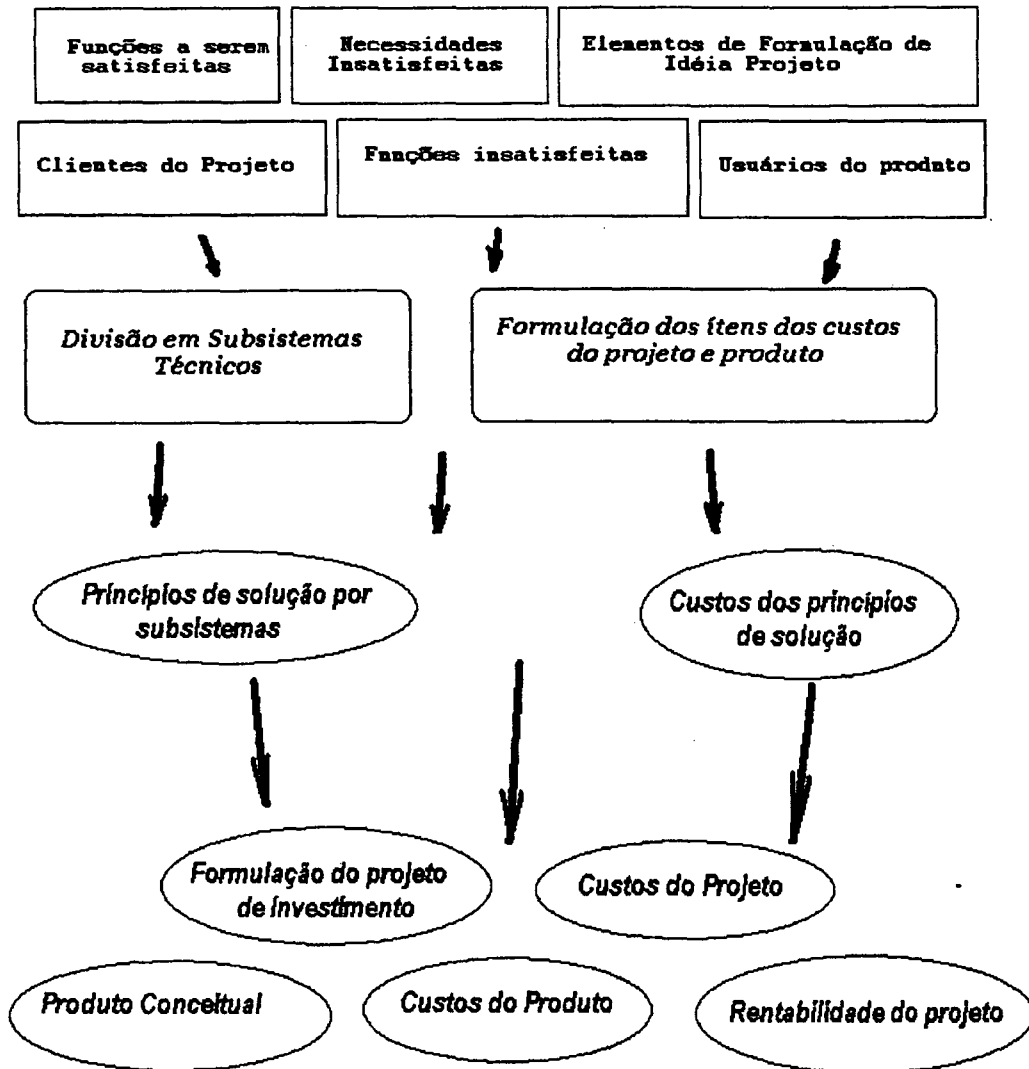 Funções a serem
satisfeitas
Necessidades
Insatisfeitas
Elementos de Formulação de
Idéia Projeto
Clientes do Projeto
Funções insatisfeitas
Usuários do produto
Divisão em Subsistemas
Técnicos
Formulação dos ítens dos custos
do projeto e produto
Princípios de solução por
subsistemas
Custos dos princípios
de solução
Formulação do projeto
de investimento
Custos do Projeto
Produto Conceitual
Custos do Produto
Rentabilidade do projeto